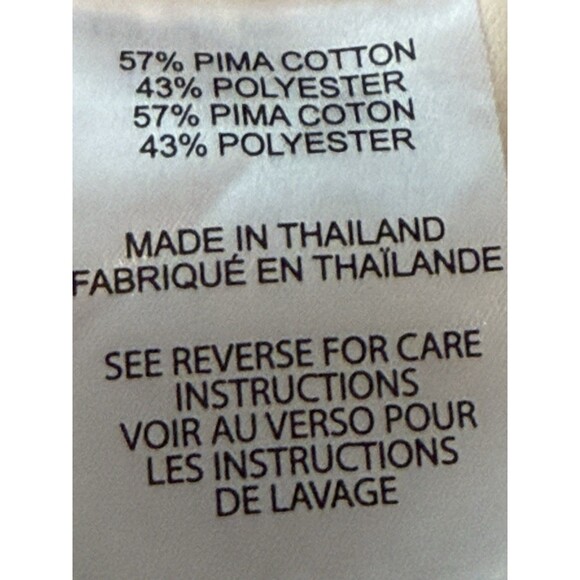 57% PIMA COTTON
43% POLYESTER
57% PIMA COTON
43% POLYESTER
MADE IN THAILAND
FABRIQUÉ EN THAÏLANDE
SEE REVERSE FOR CARE
INSTRUCTIONS
VOIR AU VERSO POUR
LES INSTRUCTIONS
DE LAVAGE